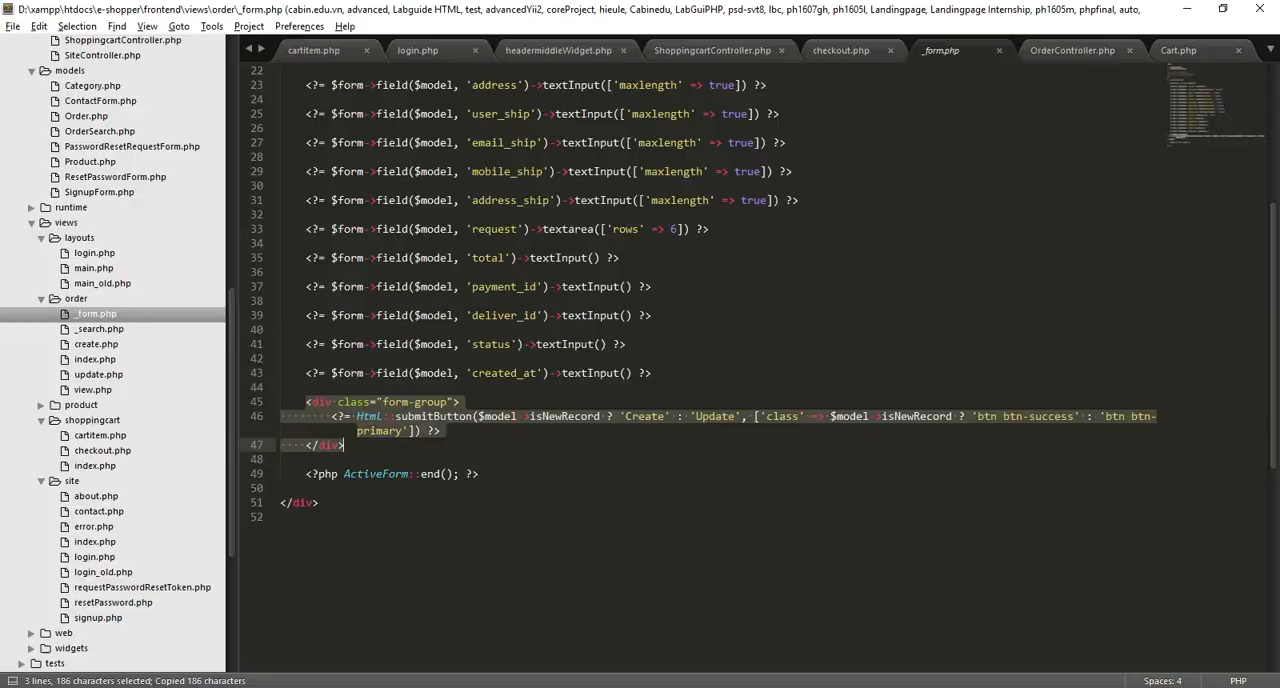 D:\xampp\htdocs\e-shopper\frontend\views\order\_form.php (cabin.edu.vn, advanced, Labguide HTML, test, advancedYii2, coreProject, hieule, Cabinedu, LabGuiPHP, psd-svt8, lbc, ph1607gh, ph1605l, Landingpage, Landingpage Internship, ph1605m, phpfinal, auto,
File Edit Selection Find View Goto Tools Project Preferences Help
cartitem.php × login.php × headermiddleWidget.php × ShoppingcartController.php × checkout.php × _form.php × OrderController.php × Cart.php ×
ShoppingcartController.php
SiteController.php
models
Category.php
ContactForm.php
Order.php
OrderSearch.php
PasswordResetRequestForm.php
Product.php
ResetPasswordForm.php
SignupForm.php
runtime
views
layouts
login.php
main.php
main_old.php
order
_form.php
_search.php
create.php
index.php
update.php
view.php
product
shoppingcart
cartitem.php
checkout.php
index.php
site
about.php
contact.php
error.php
index.php
login.php
login_old.php
requestPasswordResetToken.php
resetPassword.php
signup.php
web
widgets
tests
22
23 <?= $form->field($model, 'address')->textInput(['maxlength' => true]) ?>
24
25 <?= $form->field($model, 'user_ship')->textInput(['maxlength' => true]) ?>
26
27 <?= $form->field($model, 'email_ship')->textInput(['maxlength' => true]) ?>
28
29 <?= $form->field($model, 'mobile_ship')->textInput(['maxlength' => true]) ?>
30
31 <?= $form->field($model, 'address_ship')->textInput(['maxlength' => true]) ?>
32
33 <?= $form->field($model, 'request')->textarea(['rows' => 6]) ?>
34
35 <?= $form->field($model, 'total')->textInput() ?>
36
37 <?= $form->field($model, 'payment_id')->textInput() ?>
38
39 <?= $form->field($model, 'deliver_id')->textInput() ?>
40
41 <?= $form->field($model, 'status')->textInput() ?>
42
43 <?= $form->field($model, 'created_at')->textInput() ?>
44
45 <div class="form-group">
46 <?= Html::submitButton($model->isNewRecord ? 'Create' : 'Update', ['class' => $model->isNewRecord ? 'btn btn-success' : 'btn btn-
primary']) ?>
47 </div>
48
49 <?php ActiveForm::end(); ?>
50
51 </div>
52
3 lines, 186 characters selected; Copied 186 characters Spaces: 4 PHP